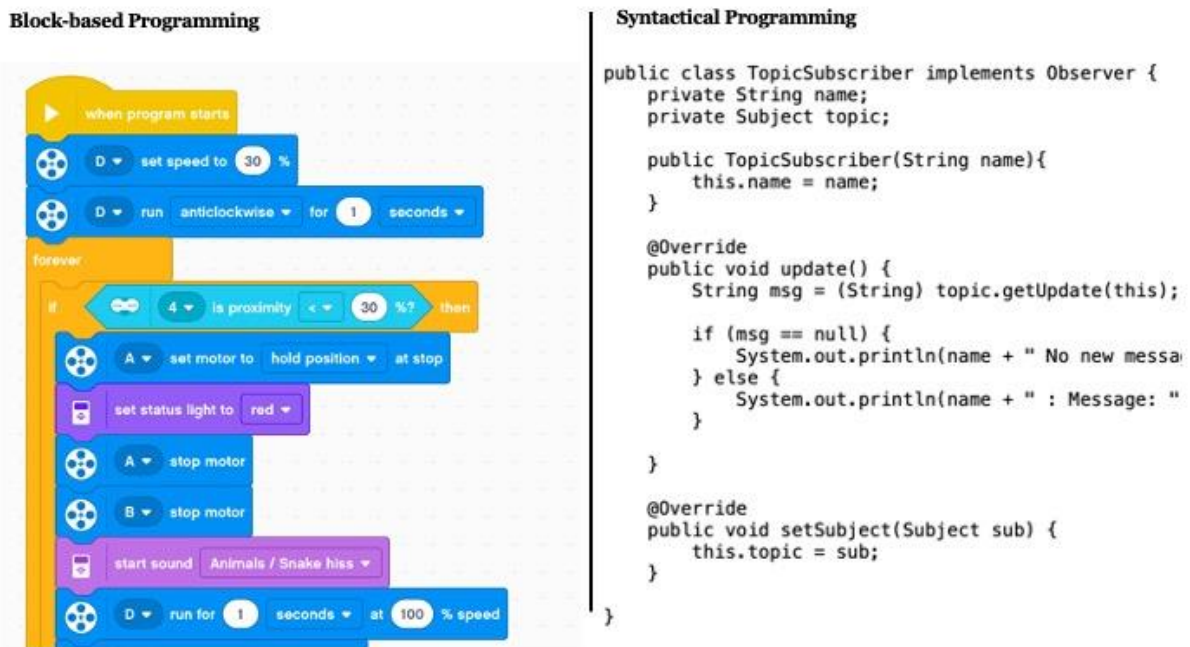 Block-based Programming
when program starts
D set speed to 30 %
D run anticlockwise for 1 seconds
forever
if 4 is proximity < 30 %? then
A set motor to hold position at stop
set status light to red
A stop motor
B stop motor
start sound Animals / Snake hiss
D run for 1 seconds at 100 % speed
Syntactical Programming
public class TopicSubscriber implements Observer {
    private String name;
    private Subject topic;
    public TopicSubscriber(String name){
        this.name = name;
    }
    @Override
    public void update() {
        String msg = (String) topic.getUpdate(this);
        if (msg == null) {
            System.out.println(name + " No new messa
        } else {
            System.out.println(name + " : Message: "
        }
    }
    @Override
    public void setSubject(Subject sub) {
        this.topic = sub;
    }
}